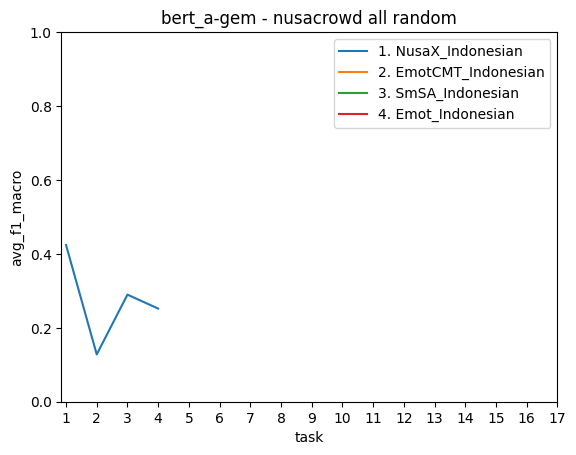 bert_a-gem - nusacrowd all random
1. NusaX_Indonesian
2. EmotCMT_Indonesian
3. SmSA_Indonesian
4. Emot_Indonesian
avg_f1_macro
1.0
0.8
0.6
0.4
0.2
0.0
1 2 3 4 5 6 7 8 9 10 11 12 13 14 15 16 17
task